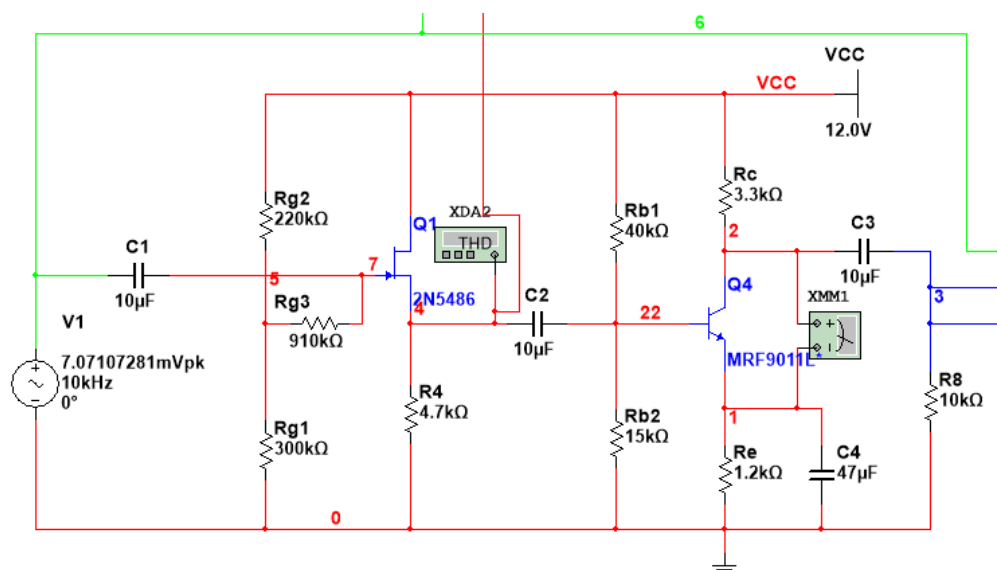 6
VCC
VCC
12.0V
Rg2
220kΩ
Q1
XDA2
THD
Rb1
40kΩ
Rc
3.3kΩ
2
C1
10µF
5
7
2N5486
Rg3
910kΩ
4
C2
10µF
22
Q4
MRF9011L*
C3
10µF
XMM1
3
V1
7.07107281mVpk
10kHz
0°
Rg1
300kΩ
R4
4.7kΩ
Rb2
15kΩ
1
Re
1.2kΩ
C4
47µF
R8
10kΩ
0